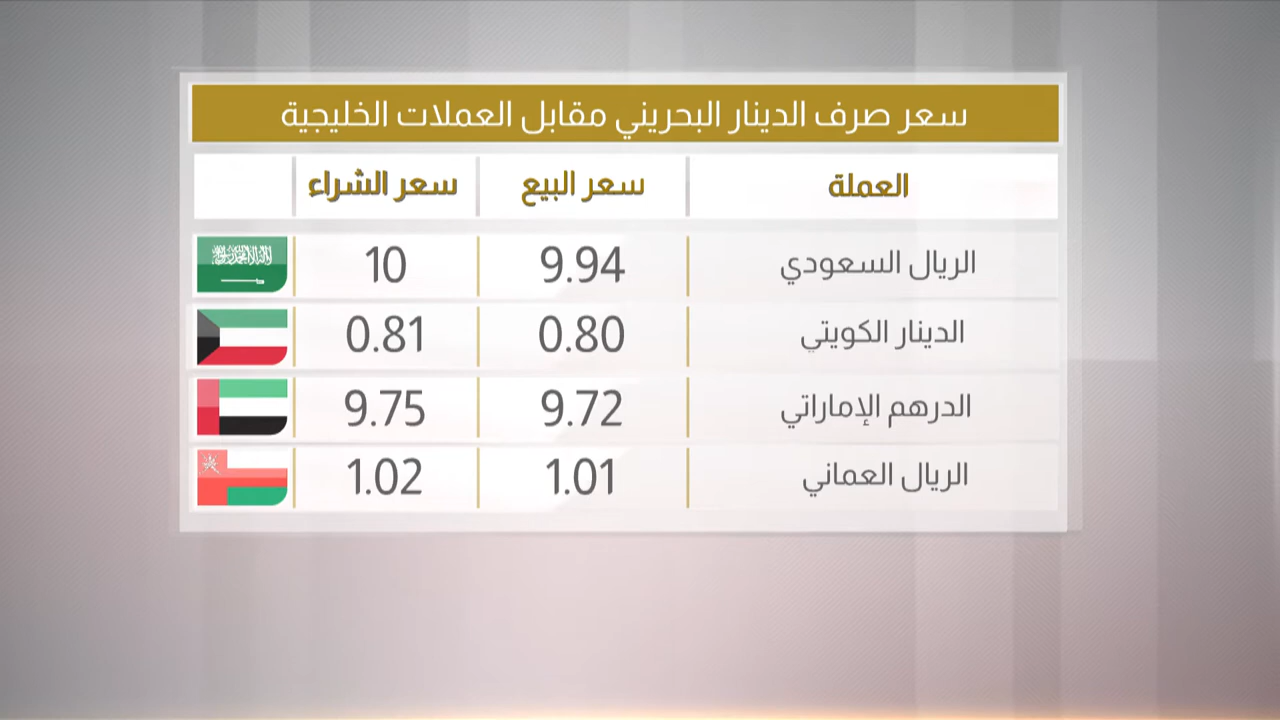 سعر صرف الدينار البحريني مقابل العملات الخليجية
العملة سعر البيع سعر الشراء
الريال السعودي 9.94 10
الدينار الكويتي 0.80 0.81
الدرهم الإماراتي 9.72 9.75
الريال العماني 1.01 1.02